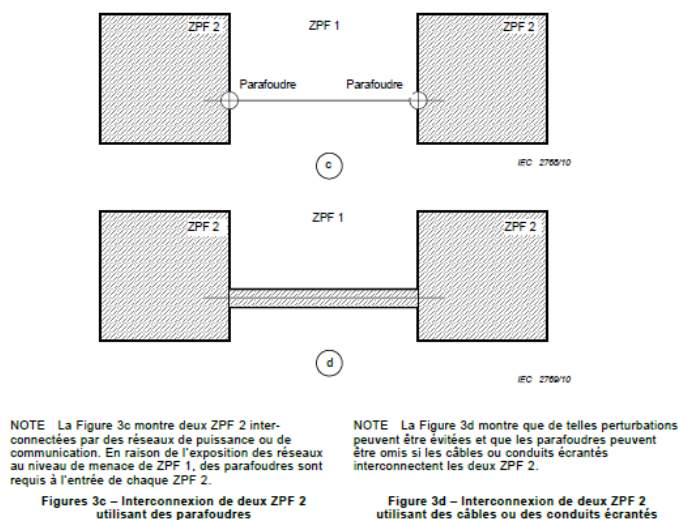 ZPF 2
ZPF 1
ZPF 2
Parafoudre
Parafoudre
c
IEC 2768/10
ZPF 2
ZPF 1
ZPF 2
d
IEC 2769/10
NOTE La Figure 3c montre deux ZPF 2 inter-
connectées par des réseaux de puissance ou de
communication. En raison de l'exposition des réseaux
au niveau de menace de ZPF 1, des parafoudres sont
requis à l'entrée de chaque ZPF 2.
Figures 3c – Interconnexion de deux ZPF 2
utilisant des parafoudres
NOTE La Figure 3d montre que de telles perturbations
peuvent être évitées et que les parafoudres peuvent
être omis si les câbles ou conduits écrantés
interconnectent les deux ZPF 2.
Figure 3d – Interconnexion de deux ZPF 2
utilisant des câbles ou des conduits écrantés